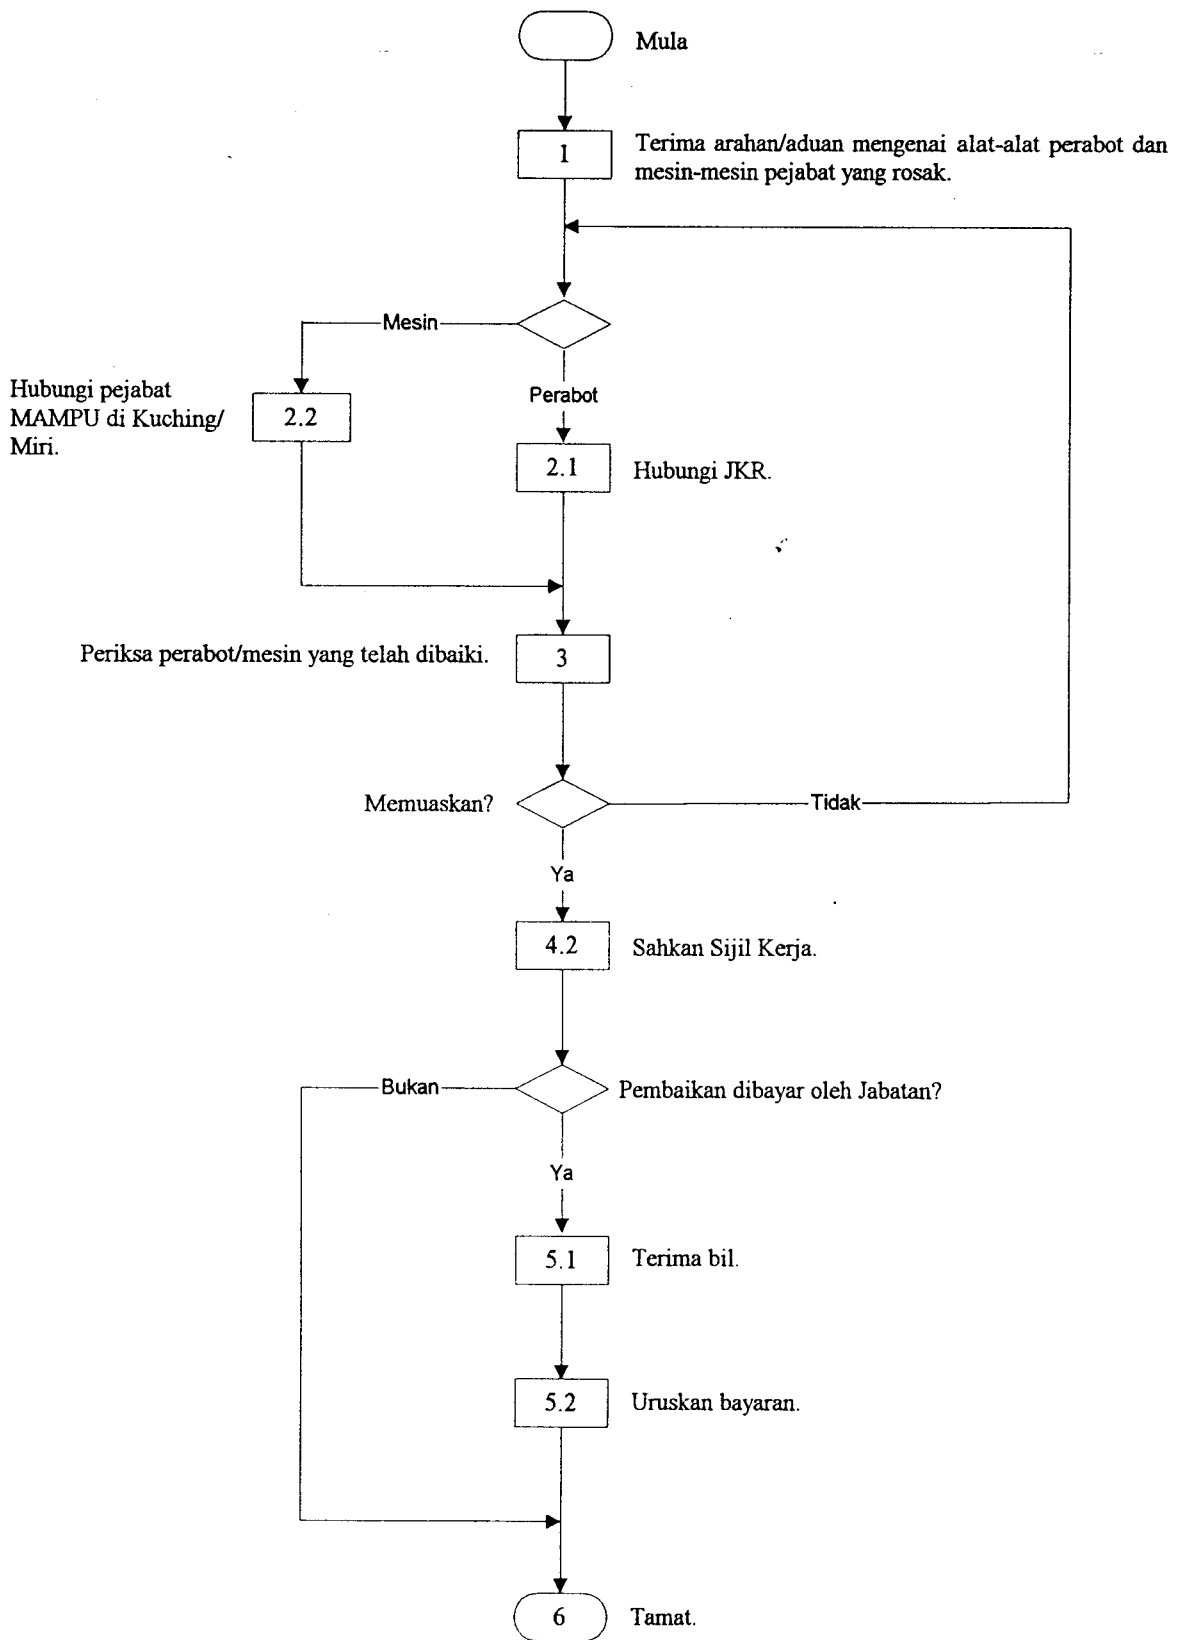 Mula
1
Terima arahan/aduan mengenai alat-alat perabot dan
mesin-mesin pejabat yang rosak.
Mesin
Perabot
Hubungi pejabat
MAMPU di Kuching/
Miri.
2.2
2.1
Hubungi JKR.
Periksa perabot/mesin yang telah dibaiki.
3
Memuaskan?
Tidak
Ya
4.2
Sahkan Sijil Kerja.
Bukan
Pembaikan dibayar oleh Jabatan?
Ya
5.1
Terima bil.
5.2
Uruskan bayaran.
6
Tamat.